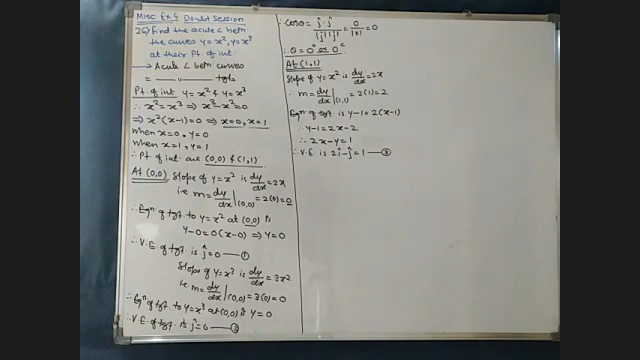 Misc. Ex. 6 Doubt Session
26) Find the acute ∠ betn
the curves y=x², y=x³
at their Pt. of int
→ Acute ∠ betn curves
= —— " —— tgts
Pt. of int y=x² & y=x³
∴ x²=x³ ⇒ x³-x²=0
⇒ x²(x-1)=0 ⇒ x=0, x=1
when x=0, y=0
when x=1, y=1
∴ Pt. of int are (0,0) & (1,1)
At (0,0) Slope of y=x² is dy/dx=2x
i.e. m=dy/dx|(0,0) = 2(0)=0
∴ Eqn of tgt to y=x² at (0,0) is
y-0=0(x-0) ⇒ y=0
∴ V.E. of tgt is ĵ=0 —①
Slope of y=x³ is dy/dx=3x²
i.e. m=dy/dx|(0,0) = 3(0)=0
∴ Eqn of tgt to y=x³ at (0,0) is y=0
∴ V.E. of tgt is ĵ=0 —②
∴ cosθ = ĵ·ĵ/|ĵ||ĵ| = 0/1×1 = 0
∴ θ=0° or 0ᶜ
At (1,1)
Slope of y=x² is dy/dx=2x
∴ m=dy/dx|(1,1) = 2(1)=2
Eqn of tgt is y-1=2(x-1)
∴ y-1=2x-2
∴ 2x-y=1
∴ V.E. is 2î-ĵ=1 —③